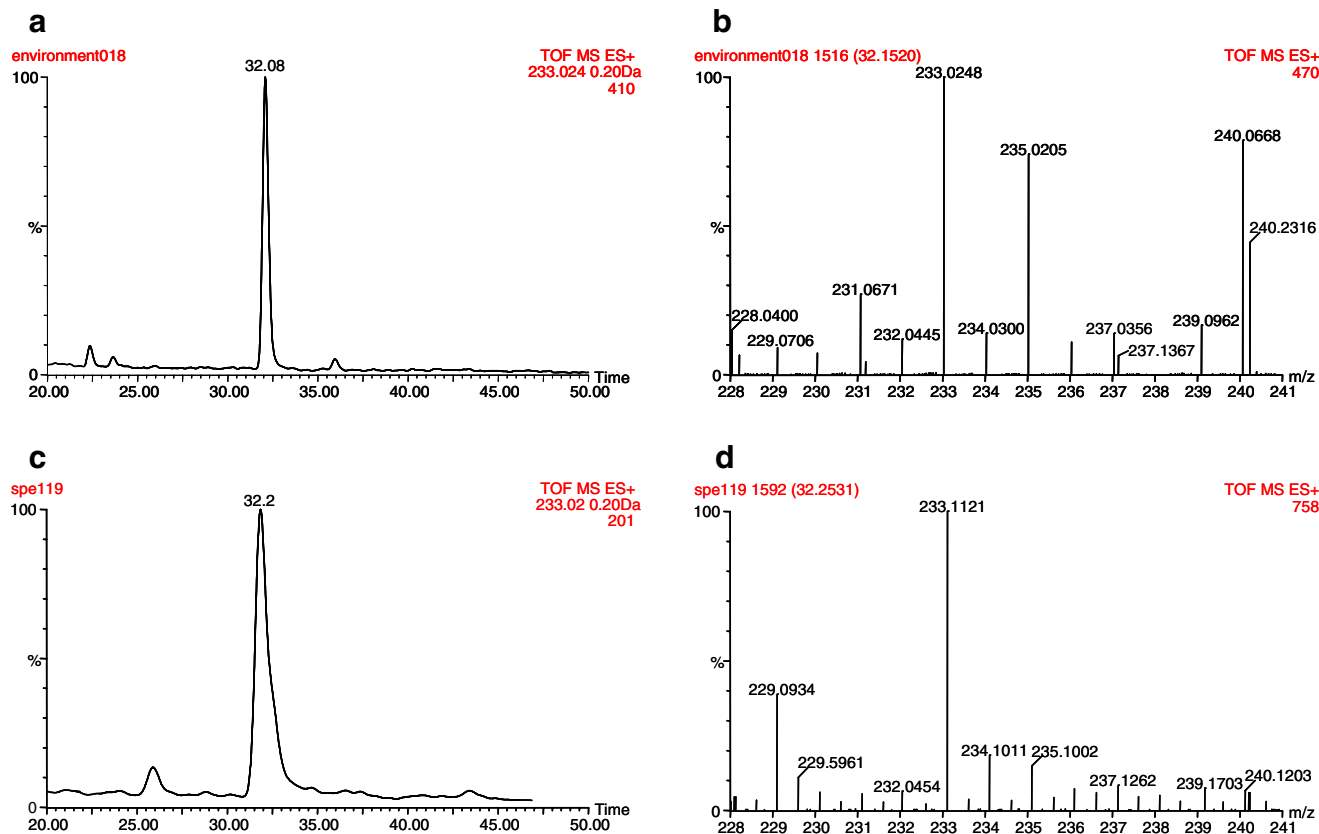 a
environment018
TOF MS ES+
233.024 0.20Da
410
32.08
100
%
0
20.00 25.00 30.00 35.00 40.00 45.00 50.00
Time
b
environment018 1516 (32.1520)
TOF MS ES+
470
100
%
0
233.0248
235.0205
240.0668
240.2316
231.0671
228.0400
229.0706
232.0445
234.0300
237.0356
237.1367
239.0962
228 229 230 231 232 233 234 235 236 237 238 239 240 241
m/z
c
spe119
TOF MS ES+
233.02 0.20Da
201
32.2
100
%
0
20.00 25.00 30.00 35.00 40.00 45.00 50.00
Time
d
spe119 1592 (32.2531)
TOF MS ES+
758
100
%
0
233.1121
229.0934
229.5961
232.0454
234.1011
235.1002
237.1262
239.1703
240.1203
228 229 230 231 232 233 234 235 236 237 238 239 240 241
m/z